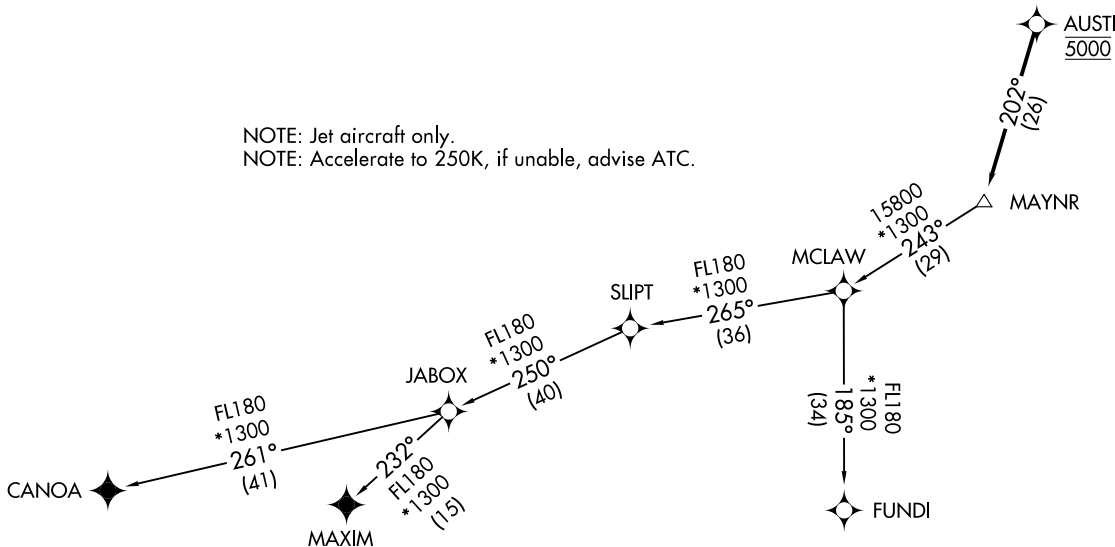 AUSTI
5000
202°
(26)
NOTE: Jet aircraft only.
NOTE: Accelerate to 250K, if unable, advise ATC.
MAYNR
15800
*1300
243°
(29)
MCLAW
FL180
*1300
265°
(36)
SLIPT
FL180
*1300
250°
(40)
JABOX
FL180
*1300
185°
(34)
FL180
*1300
261°
(41)
232°
FL180
*1300
(15)
CANOA
MAXIM
FUNDI